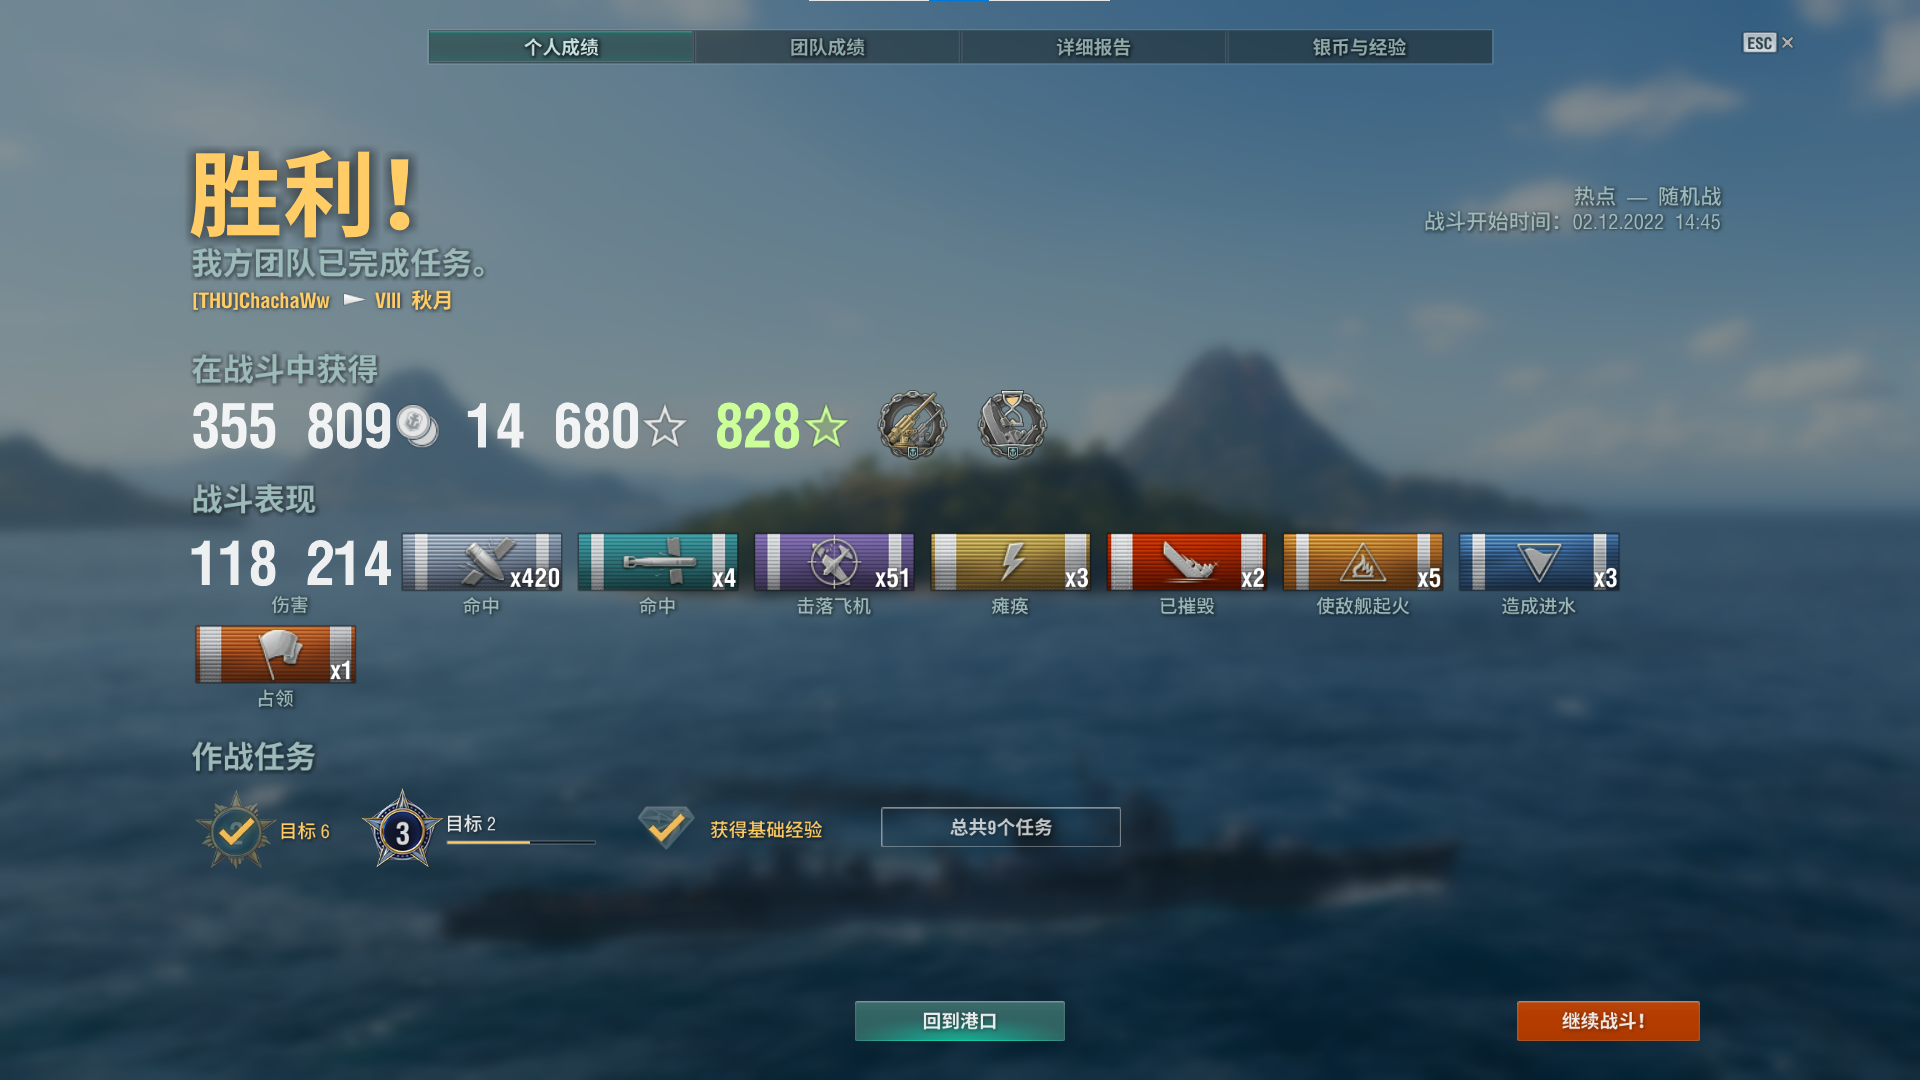 个人成绩 团队成绩 详细报告 银币与经验 ESC
胜利！
热点 — 随机战
战斗开始时间：02.12.2022 14:45
我方团队已完成任务。
[THU]ChachaWw VIII 秋月
在战斗中获得
355 809 14 680 828
战斗表现
118 214 x420 x4 x51 x3 x2 x5 x3
伤害 命中 命中 击落飞机 瘫痪 已摧毁 使敌舰起火 造成进水
x1
占领
作战任务
2 目标 6 3 目标 2 获得基础经验 总共9个任务
回到港口 继续战斗！